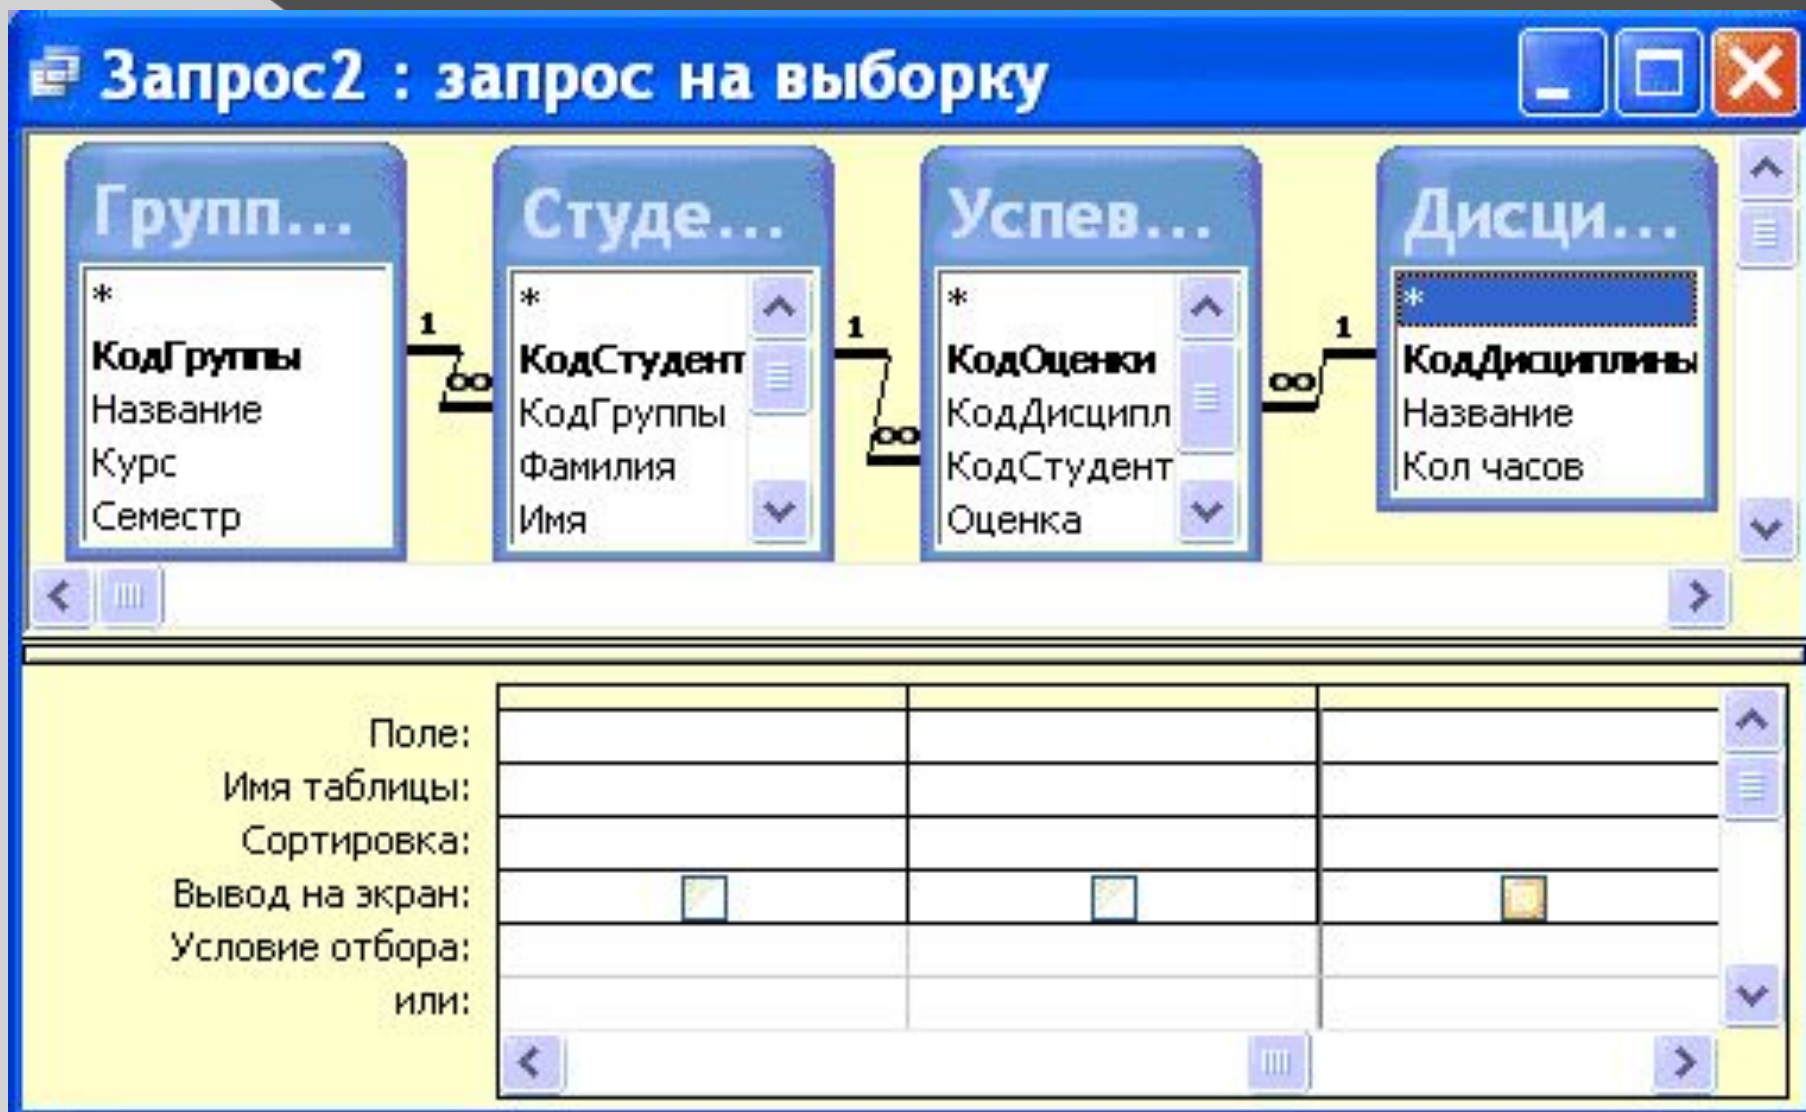 Запрос2 : запрос на выборку
Групп...
*
КодГруппы
Название
Курс
Семестр
1
∞
Студе...
*
КодСтудент
КодГруппы
Фамилия
Имя
1
∞
Успев...
*
КодОценки
КодДисципл
КодСтудент
Оценка
∞
1
Дисци...
*
КодДисциплины
Название
Кол часов
Поле:
Имя таблицы:
Сортировка:
Вывод на экран:
Условие отбора:
или: